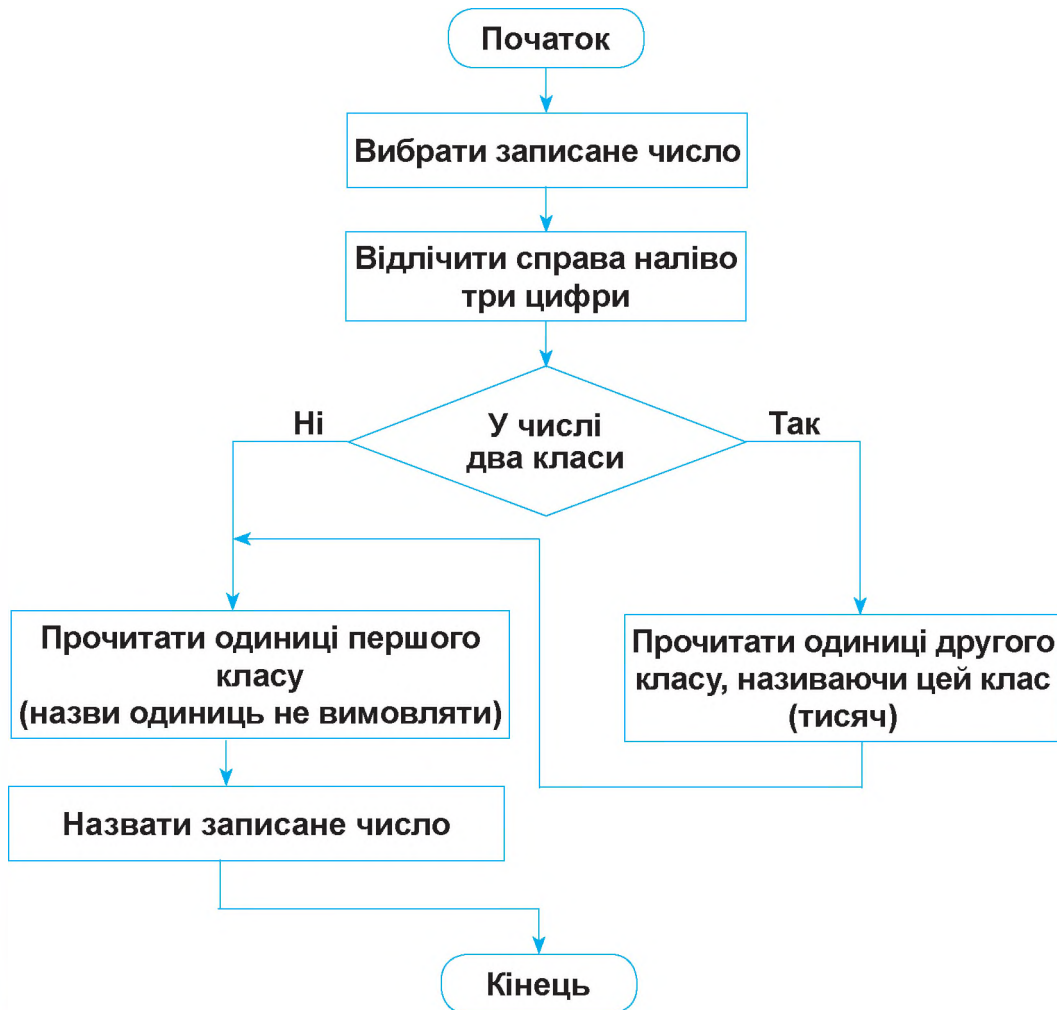 Початок
Вибрати записане число
Відлічити справа наліво
три цифри
У числі
два класи
Ні
Так
Прочитати одиниці першого
класу
(назви одиниць не вимовляти)
Прочитати одиниці другого
класу, називаючи цей клас
(тисяч)
Назвати записане число
Кінець